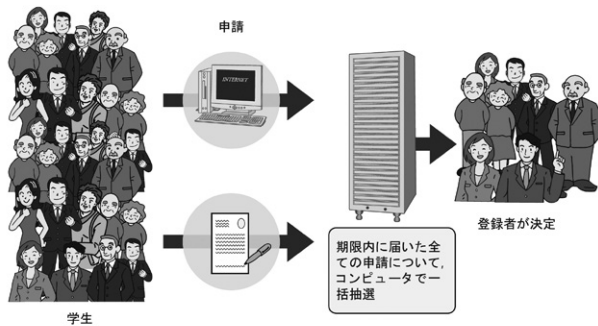 申請
INTERNET
期限内に届いた全
ての申請について，
コンピュータで一
括抽選
登録者が決定
学生